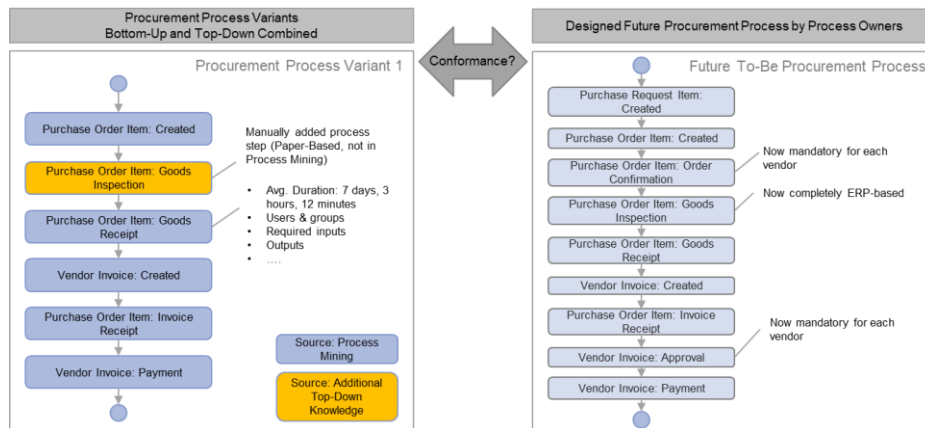 Procurement Process Variants
Bottom-Up and Top-Down Combined
Conformance?
Designed Future Procurement Process by Process Owners
Procurement Process Variant 1
Purchase Order Item: Created
Purchase Order Item: Goods
Inspection
Purchase Order Item: Goods
Receipt
Vendor Invoice: Created
Purchase Order Item: Invoice
Receipt
Vendor Invoice: Payment
Manually added process
step (Paper-Based, not in
Process Mining)
• Avg. Duration: 7 days, 3
hours, 12 minutes
• Users & groups
• Required inputs
• Outputs
• ....
Source: Process
Mining
Source: Additional
Top-Down
Knowledge
Future To-Be Procurement Process
Purchase Request Item:
Created
Purchase Order Item: Created
Purchase Order Item: Order
Confirmation
Purchase Order Item: Goods
Inspection
Purchase Order Item: Goods
Receipt
Vendor Invoice: Created
Purchase Order Item: Invoice
Receipt
Vendor Invoice: Approval
Vendor Invoice: Payment
Now mandatory for each
vendor
Now completely ERP-based
Now mandatory for each
vendor